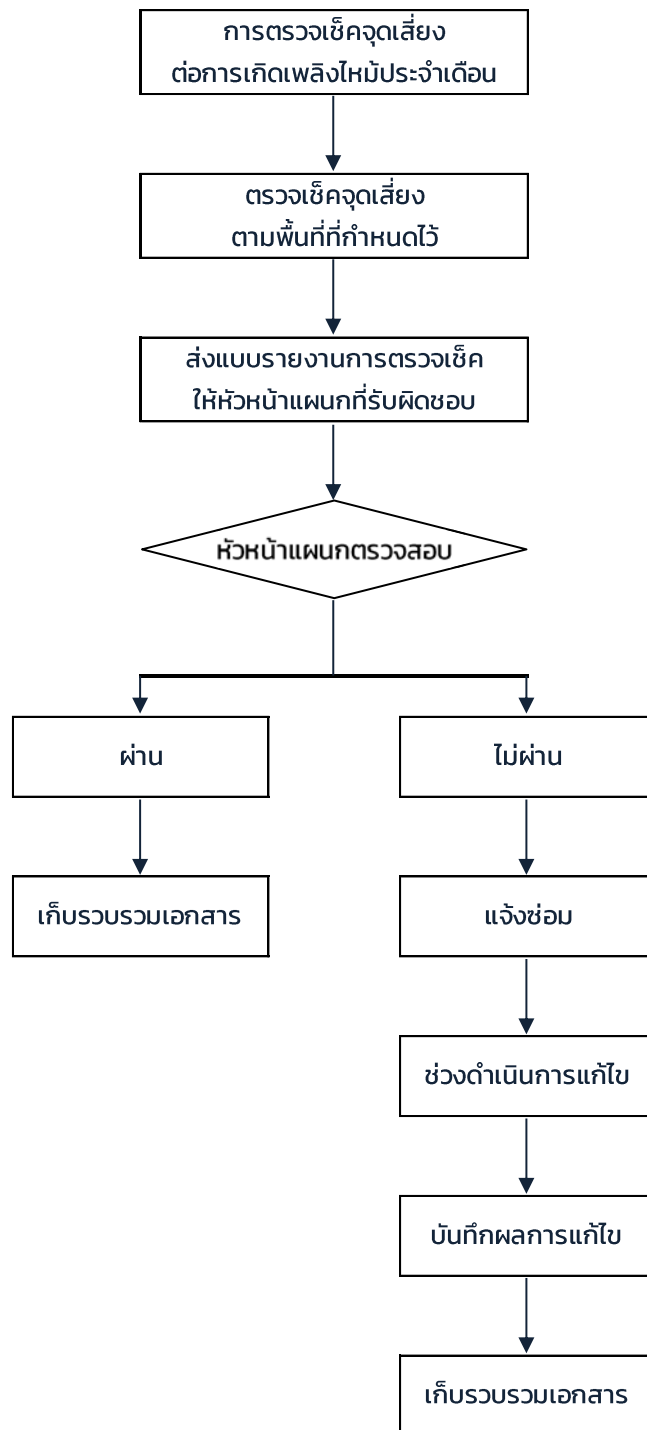 การตรวจเช็คจุดเสี่ยง
ต่อการเกิดเพลิงไหม้ประจำเดือน
ตรวจเช็คจุดเสี่ยง
ตามพื้นที่ที่กำหนดไว้
ส่งแบบรายงานการตรวจเช็ค
ให้หัวหน้าแผนกที่รับผิดชอบ
หัวหน้าแผนกตรวจสอบ
ผ่าน
ไม่ผ่าน
เก็บรวบรวมเอกสาร
แจ้งซ่อม
ช่วงดำเนินการแก้ไข
บันทึกผลการแก้ไข
เก็บรวบรวมเอกสาร